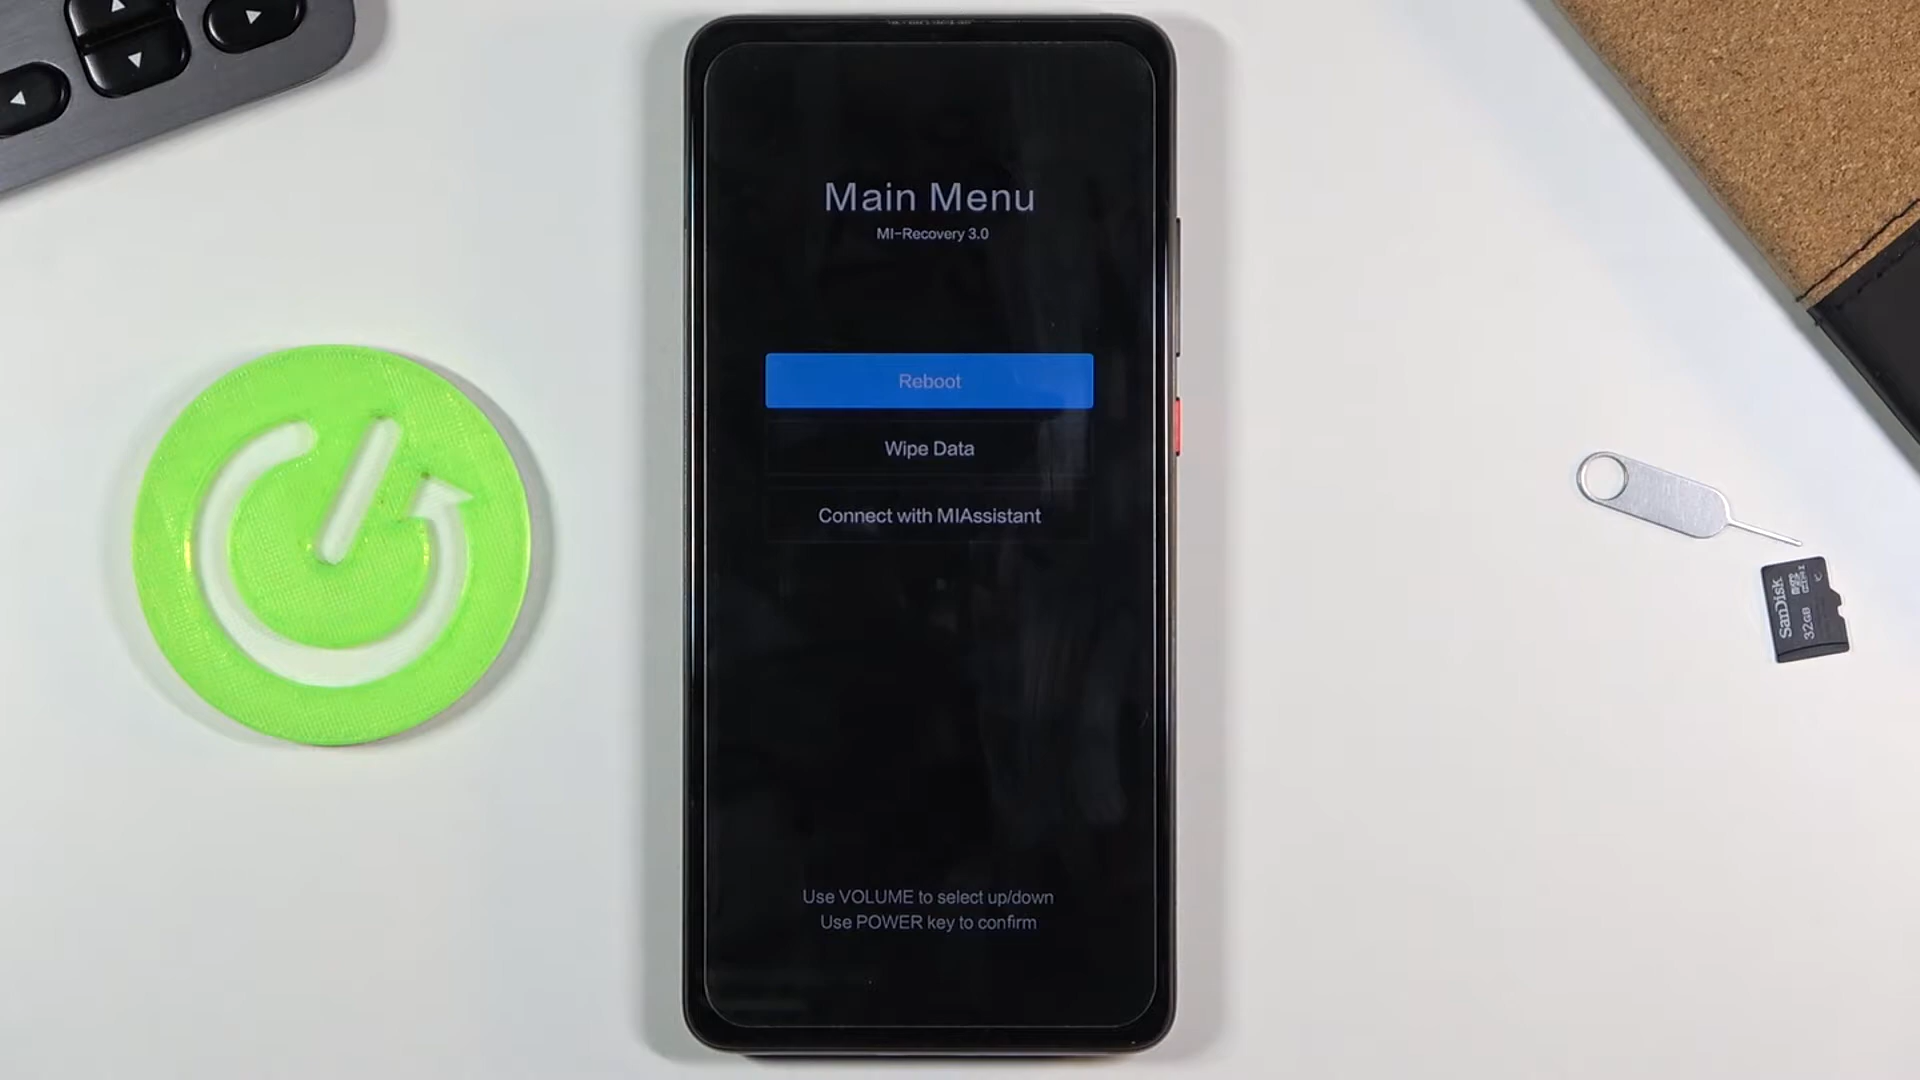 Main Menu
MI-Recovery 3.0
Reboot
Wipe Data
Connect with MIAssistant
Use VOLUME to select up/down
Use POWER key to confirm
SanDisk
32GB